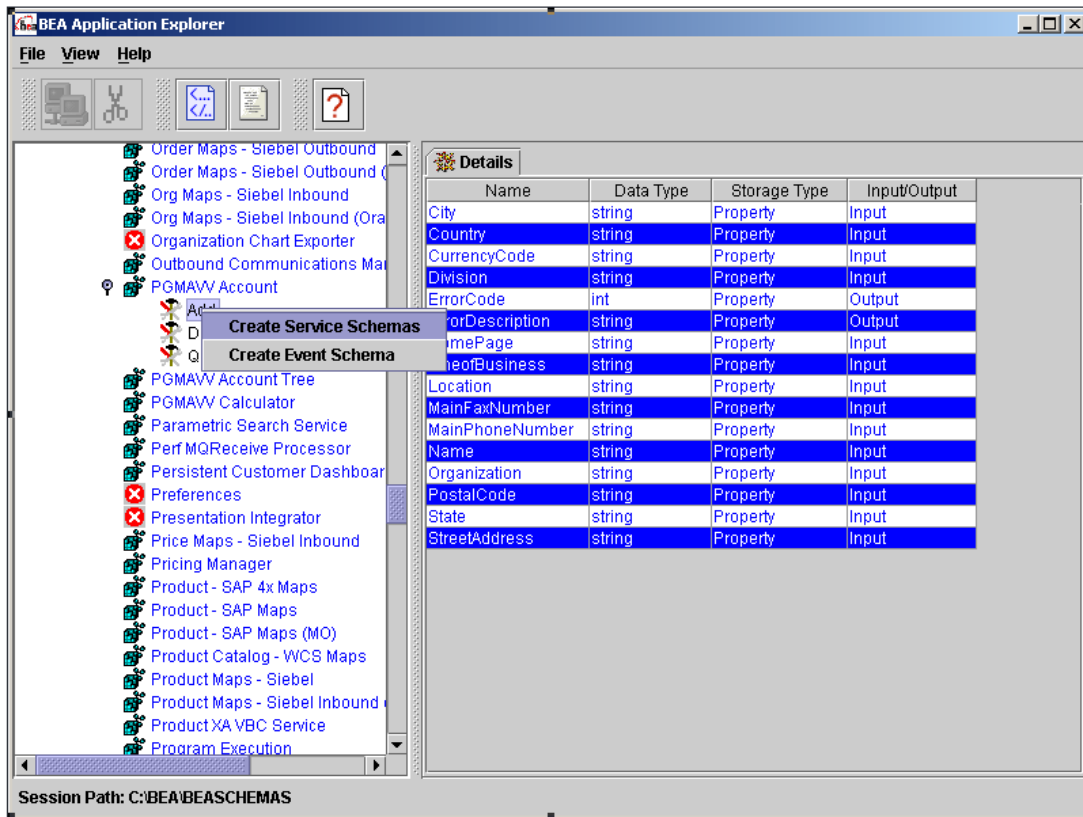 BEA Application Explorer
File View Help
Order Maps - Siebel Outbound
Order Maps - Siebel Outbound (
Org Maps - Siebel Inbound
Org Maps - Siebel Inbound (Ora
Organization Chart Exporter
Outbound Communications Ma
PGMAVV Account
Add
D
Q
Create Service Schemas
Create Event Schema
PGMAVV Account Tree
PGMAVV Calculator
Parametric Search Service
Perf MQReceive Processor
Persistent Customer Dashboar
Preferences
Presentation Integrator
Price Maps - Siebel Inbound
Pricing Manager
Product - SAP 4x Maps
Product - SAP Maps
Product - SAP Maps (MO)
Product Catalog - WCS Maps
Product Maps - Siebel
Product Maps - Siebel Inbound
Product XA VBC Service
Program Execution
Details
Name Data Type Storage Type Input/Output
City string Property Input
Country string Property Input
CurrencyCode string Property Input
Division string Property Input
ErrorCode int Property Output
rorDescription string Property Output
mePage string Property Input
neofBusiness string Property Input
Location string Property Input
MainFaxNumber string Property Input
MainPhoneNumber string Property Input
Name string Property Input
Organization string Property Input
PostalCode string Property Input
State string Property Input
StreetAddress string Property Input
Session Path: C:\BEA\BEASCHEMAS